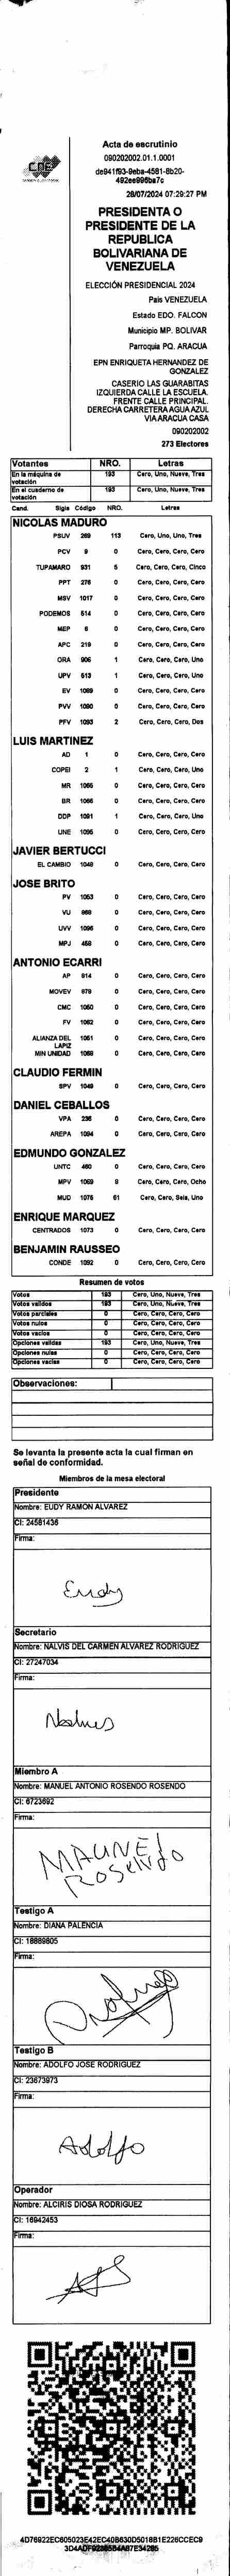 CNE
Acta de escrutinio
090202002.01.1.0001
de941f93-9eba-4581-8b20-
492ee996ba7c
28/07/2024 07:29:27 PM
PRESIDENTA O
PRESIDENTE DE LA
REPUBLICA
BOLIVARIANA DE
VENEZUELA
ELECCIÓN PRESIDENCIAL 2024
Pais VENEZUELA
Estado EDO. FALCON
Municipio MP. BOLIVAR
Parroquia PQ. ARACUA
EPN ENRIQUETA HERNANDEZ DE
GONZALEZ
CASERIO LAS GUARABITAS
IZQUIERDA CALLE LA ESCUELA.
FRENTE CALLE PRINCIPAL.
DERECHA CARRETERA AGUA AZUL
VIA ARACUA CASA
090202002
273 Electores
Votantes NRO. Letras
En la máquina de votación 193 Cero, Uno, Nueve, Tres
En el cuaderno de votación 193 Cero, Uno, Nueve, Tres
Cand. Sigla Código NRO. Letras
NICOLAS MADURO
PSUV 269 113 Cero, Uno, Uno, Tres
PCV 9 0 Cero, Cero, Cero, Cero
TUPAMARO 931 5 Cero, Cero, Cero, Cinco
PPT 276 0 Cero, Cero, Cero, Cero
MSV 1017 0 Cero, Cero, Cero, Cero
PODEMOS 514 0 Cero, Cero, Cero, Cero
MEP 6 0 Cero, Cero, Cero, Cero
APC 219 0 Cero, Cero, Cero, Cero
ORA 906 1 Cero, Cero, Cero, Uno
UPV 513 1 Cero, Cero, Cero, Uno
EV 1089 0 Cero, Cero, Cero, Cero
PVV 1090 0 Cero, Cero, Cero, Cero
PFV 1093 2 Cero, Cero, Cero, Dos
LUIS MARTINEZ
AD 1 0 Cero, Cero, Cero, Cero
COPEI 2 1 Cero, Cero, Cero, Uno
MR 1065 0 Cero, Cero, Cero, Cero
BR 1066 0 Cero, Cero, Cero, Cero
DDP 1091 1 Cero, Cero, Cero, Uno
UNE 1095 0 Cero, Cero, Cero, Cero
JAVIER BERTUCCI
EL CAMBIO 1048 0 Cero, Cero, Cero, Cero
JOSE BRITO
PV 1053 0 Cero, Cero, Cero, Cero
VU 868 0 Cero, Cero, Cero, Cero
UVV 1096 0 Cero, Cero, Cero, Cero
MPJ 458 0 Cero, Cero, Cero, Cero
ANTONIO ECARRI
AP 814 0 Cero, Cero, Cero, Cero
MOVEV 879 0 Cero, Cero, Cero, Cero
CMC 1050 0 Cero, Cero, Cero, Cero
FV 1062 0 Cero, Cero, Cero, Cero
ALIANZA DEL LAPIZ 1051 0 Cero, Cero, Cero, Cero
MIN UNIDAD 1068 0 Cero, Cero, Cero, Cero
CLAUDIO FERMIN
SPV 1049 0 Cero, Cero, Cero, Cero
DANIEL CEBALLOS
VPA 236 0 Cero, Cero, Cero, Cero
AREPA 1094 0 Cero, Cero, Cero, Cero
EDMUNDO GONZALEZ
UNTC 460 0 Cero, Cero, Cero, Cero
MPV 1069 8 Cero, Cero, Cero, Ocho
MUD 1076 61 Cero, Cero, Seis, Uno
ENRIQUE MARQUEZ
CENTRADOS 1073 0 Cero, Cero, Cero, Cero
BENJAMIN RAUSSEO
CONDE 1092 0 Cero, Cero, Cero, Cero
Resumen de votos
Votos 193 Cero, Uno, Nueve, Tres
Votos validos 193 Cero, Uno, Nueve, Tres
Votos parciales 0 Cero, Cero, Cero, Cero
Votos nulos 0 Cero, Cero, Cero, Cero
Votos vacios 0 Cero, Cero, Cero, Cero
Opciones validas 193 Cero, Uno, Nueve, Tres
Opciones nulas 0 Cero, Cero, Cero, Cero
Opciones vacias 0 Cero, Cero, Cero, Cero
Observaciones:
Se levanta la presente acta la cual firman en
señal de conformidad.
Miembros de la mesa electoral
Presidente
Nombre: EUDY RAMON ALVAREZ
CI: 24581436
Firma:
Eudy
Secretario
Nombre: NALVIS DEL CARMEN ALVAREZ RODRIGUEZ
CI: 27247034
Firma:
Miembro A
Nombre: MANUEL ANTONIO ROSENDO ROSENDO
CI: 6723692
Firma:
MAUNEl
ROSENdo
Testigo A
Nombre: DIANA PALENCIA
CI: 18889805
Firma:
Testigo B
Nombre: ADOLFO JOSE RODRIGUEZ
CI: 23673973
Firma:
Adolfo
Operador
Nombre: ALCIRIS DIOSA RODRIGUEZ
CI: 16942453
Firma: